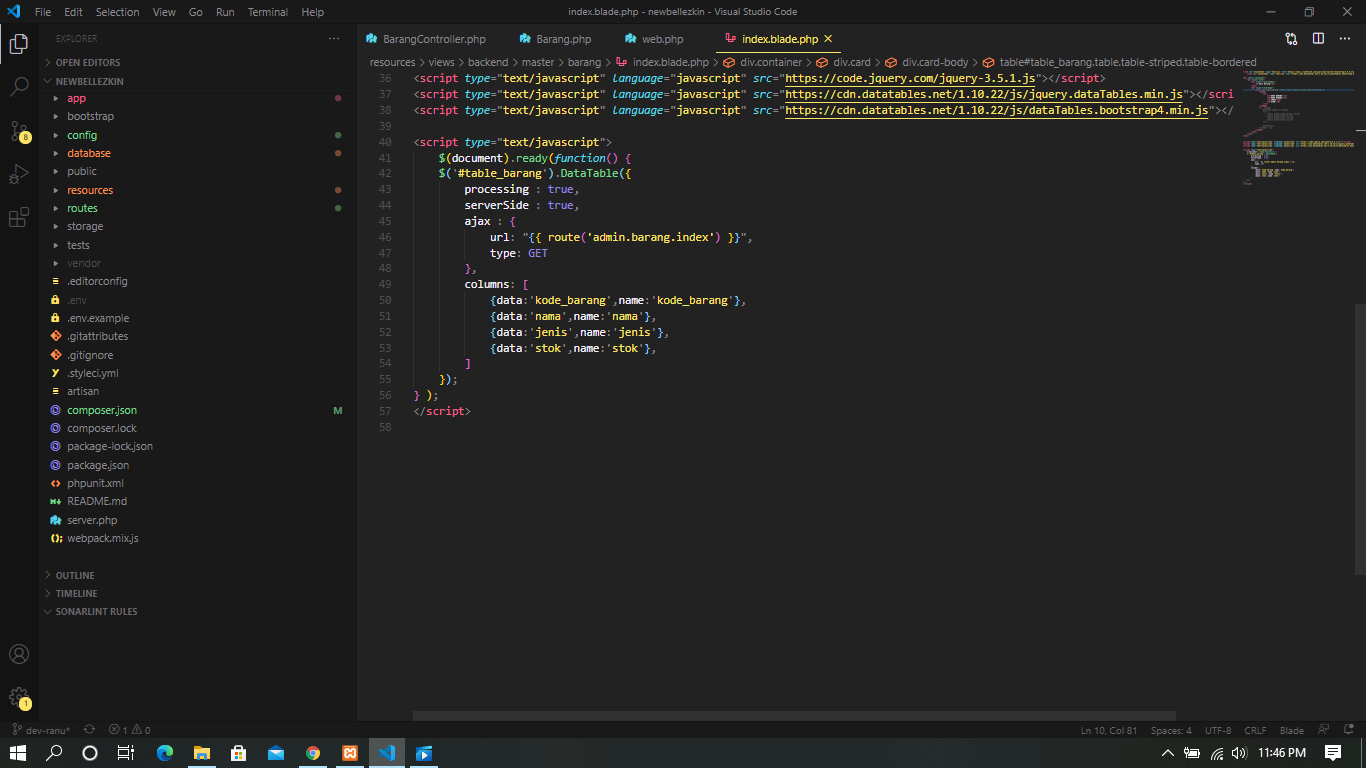 File Edit Selection View Go Run Terminal Help
index.blade.php - newbellezkin - Visual Studio Code
EXPLORER
OPEN EDITORS
NEWBELLEZKIN
app
bootstrap
config
database
public
resources
routes
storage
tests
vendor
.editorconfig
.env
.env.example
.gitattributes
.gitignore
.styleci.yml
artisan
composer.json M
composer.lock
package-lock.json
package.json
phpunit.xml
README.md
server.php
webpack.mix.js
OUTLINE
TIMELINE
SONARLINT RULES
8
1
BarangController.php Barang.php web.php index.blade.php
resources > views > backend > master > barang > index.blade.php > div.container > div.card > div.card-body > table#table_barang.table.table-striped.table-bordered
36 <script type="text/javascript" language="javascript" src="https://code.jquery.com/jquery-3.5.1.js"></script>
37 <script type="text/javascript" language="javascript" src="https://cdn.datatables.net/1.10.22/js/jquery.dataTables.min.js"></scri
38 <script type="text/javascript" language="javascript" src="https://cdn.datatables.net/1.10.22/js/dataTables.bootstrap4.min.js"></
39
40 <script type="text/javascript">
41 $(document).ready(function() {
42 $('#table_barang').DataTable({
43 processing : true,
44 serverSide : true,
45 ajax : {
46 url: "{{ route('admin.barang.index') }}",
47 type: GET
48 },
49 columns: [
50 {data:'kode_barang',name:'kode_barang'},
51 {data:'nama',name:'nama'},
52 {data:'jenis',name:'jenis'},
53 {data:'stok',name:'stok'},
54 ]
55 });
56 } );
57 </script>
58
dev-ranu* 1 0
Ln 10, Col 81 Spaces: 4 UTF-8 CRLF Blade
11:46 PM